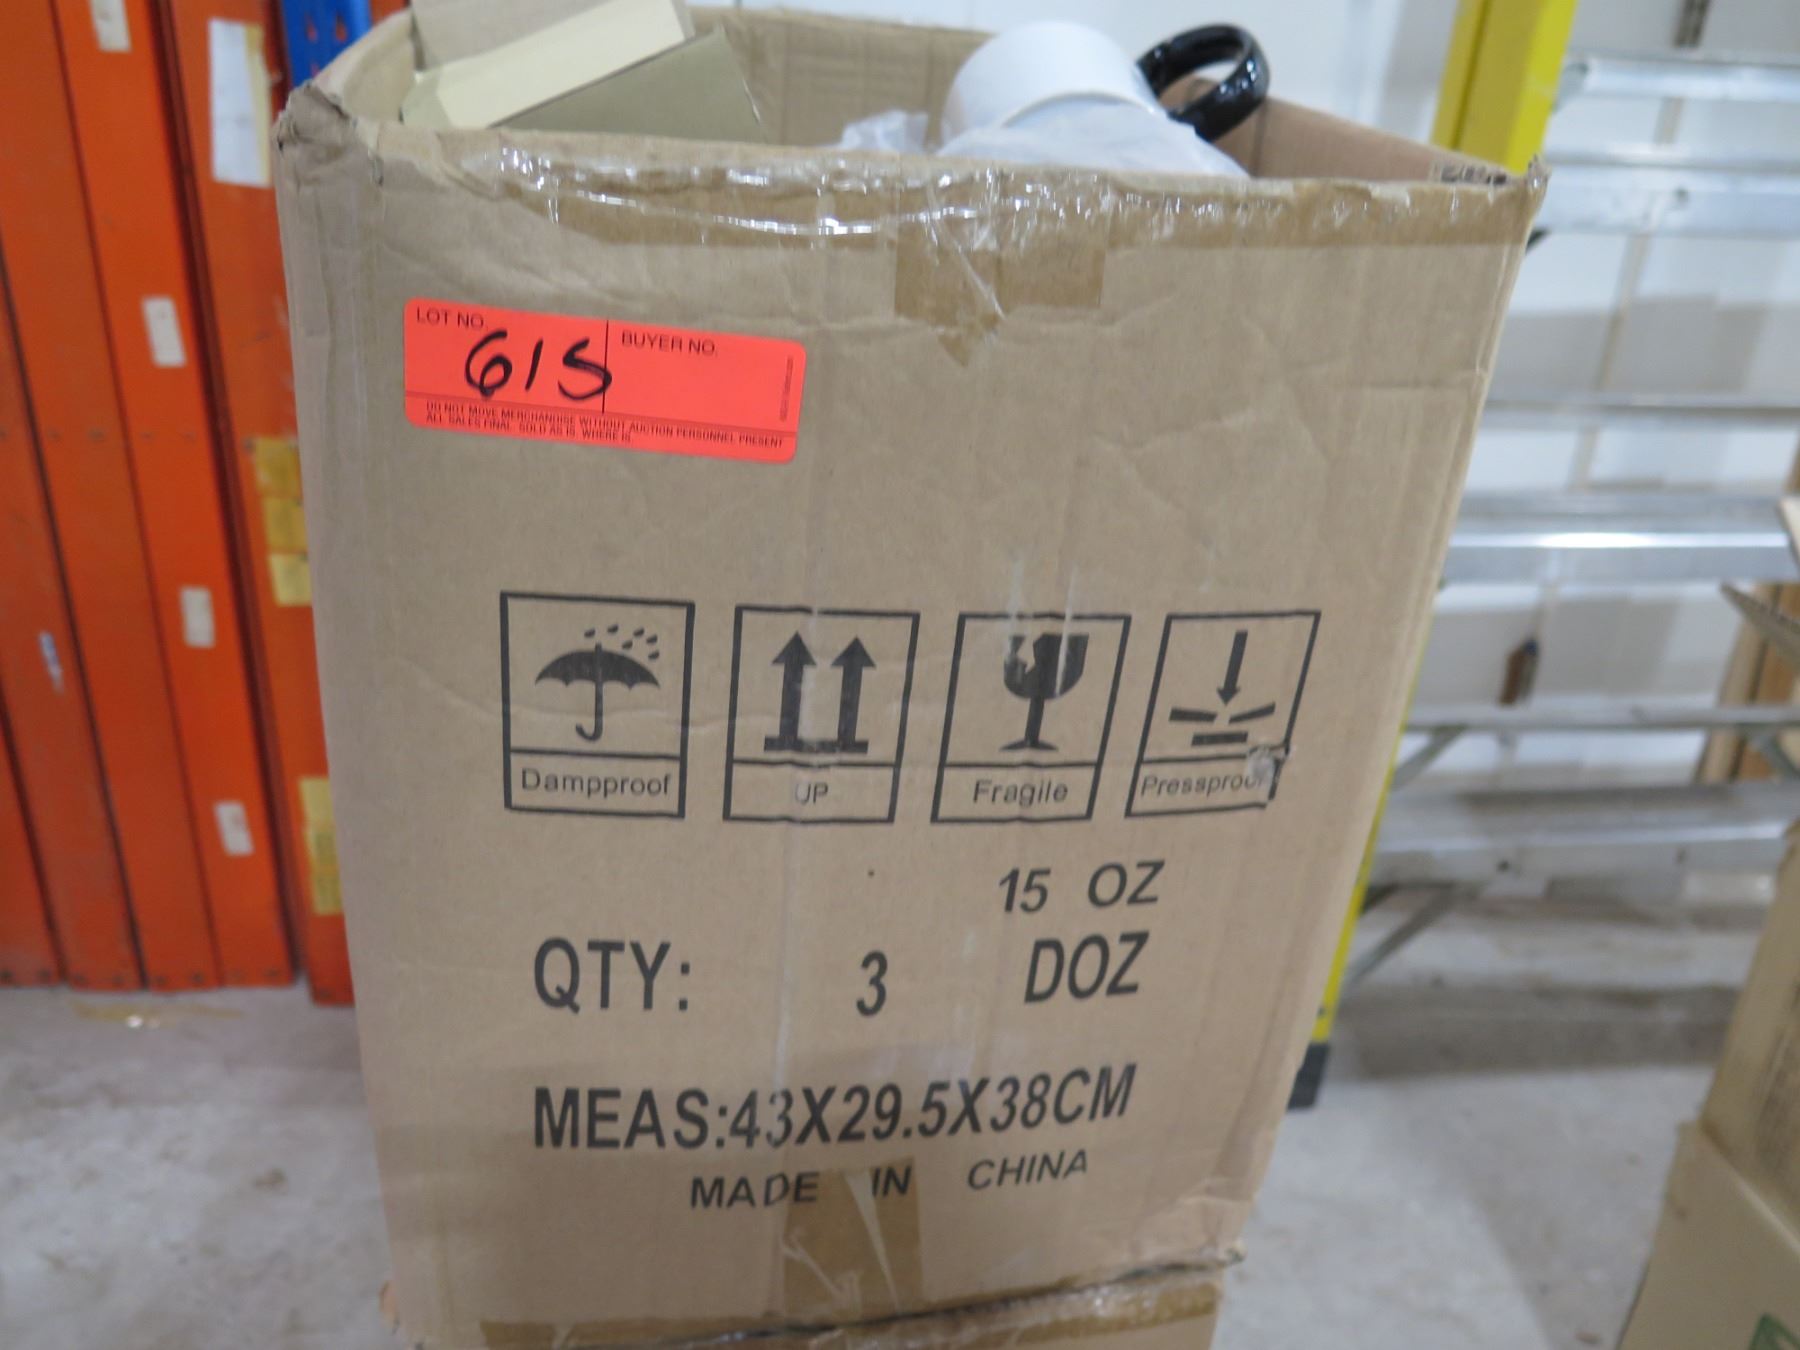 LOT NO.
615
BUYER NO.
DO NOT MOVE MERCHANDISE WITHOUT AUCTION PERSONNEL PRESENT
ALL SALES FINAL. SOLD AS IS, WHERE IS.
Dampproof
UP
Fragile
Pressproof
15 OZ
QTY: 3 DOZ
MEAS:43X29.5X38CM
MADE IN CHINA